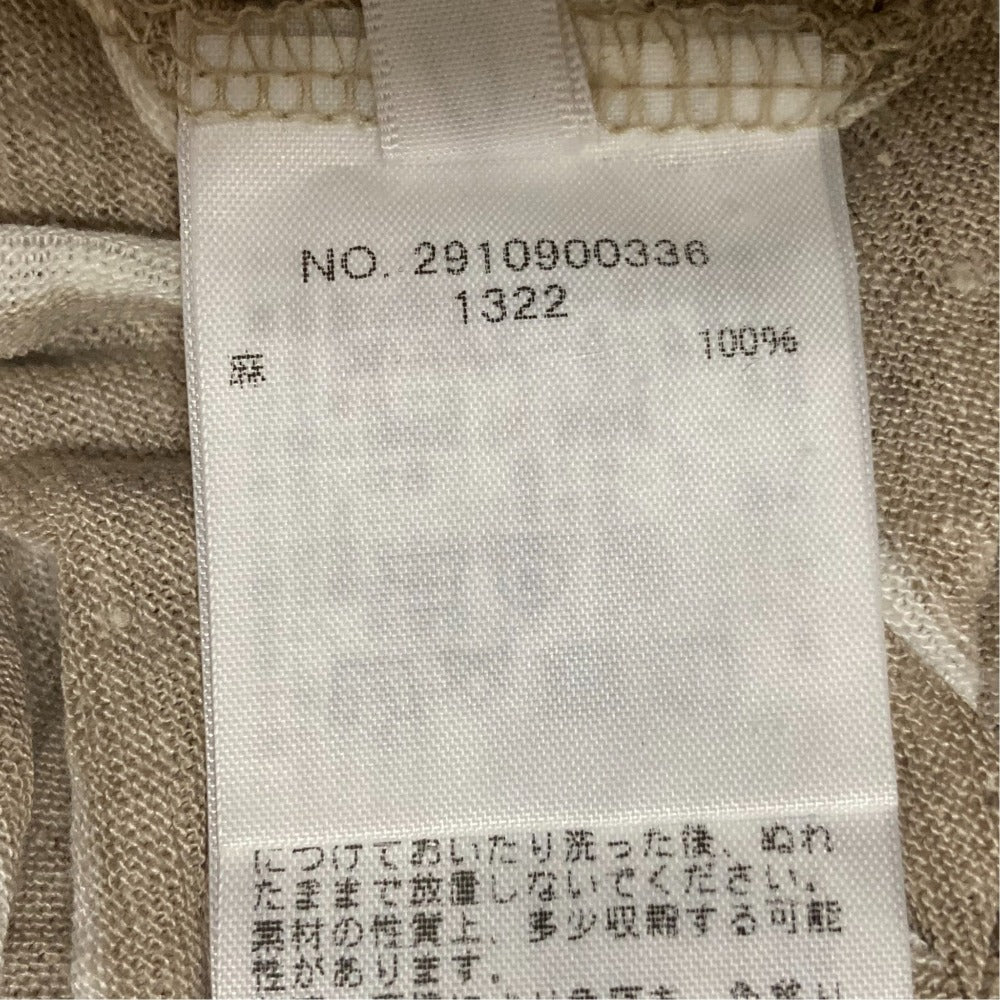 NO. 2910900336
1322
麻 100%
につけておいたり洗った後、ぬれ
たままで放置しないでください。
素材の性質上、多少収縮する可能
性があります。